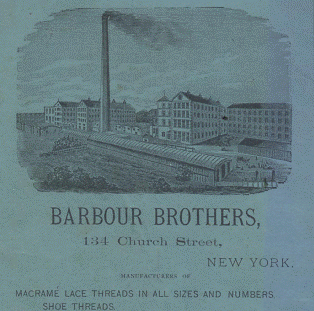 BARBOUR BROTHERS,
134 Church Street,
NEW YORK.
MANUFACTURERS OF
MACRAME LACE THREADS IN ALL SIZES AND NUMBERS
SHOE THREADS.